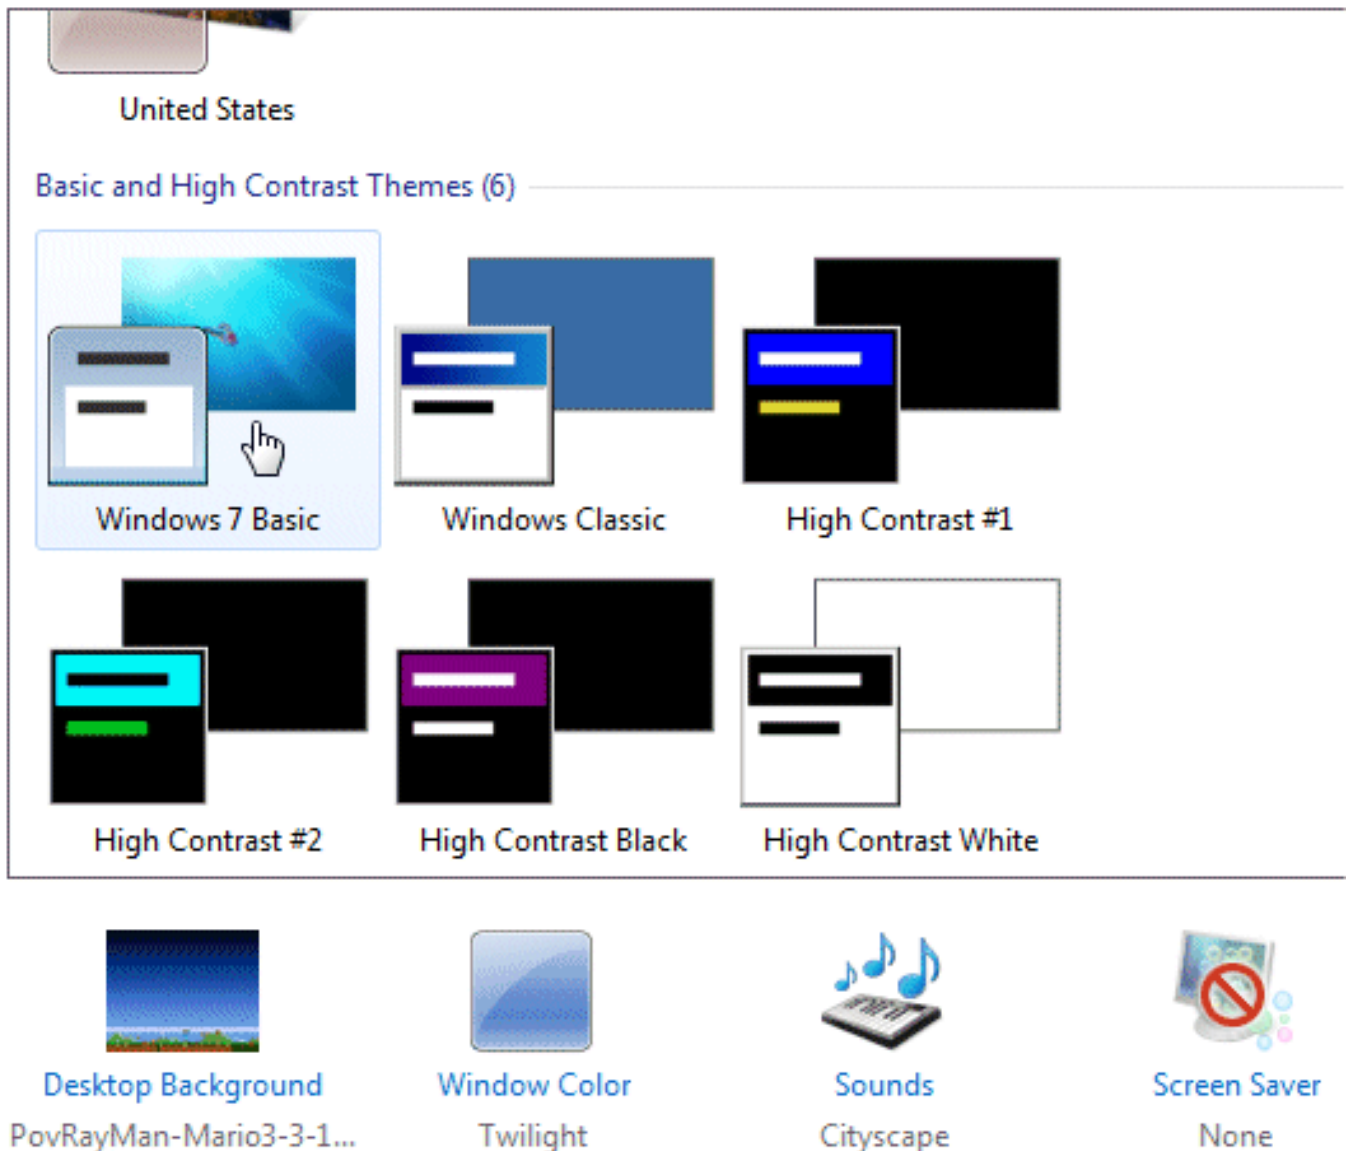 United States
Basic and High Contrast Themes (6)
Windows 7 Basic
Windows Classic
High Contrast #1
High Contrast #2
High Contrast Black
High Contrast White
Desktop Background
Window Color
Sounds
Screen Saver
PovRayMan-Mario3-3-1...
Twilight
Cityscape
None